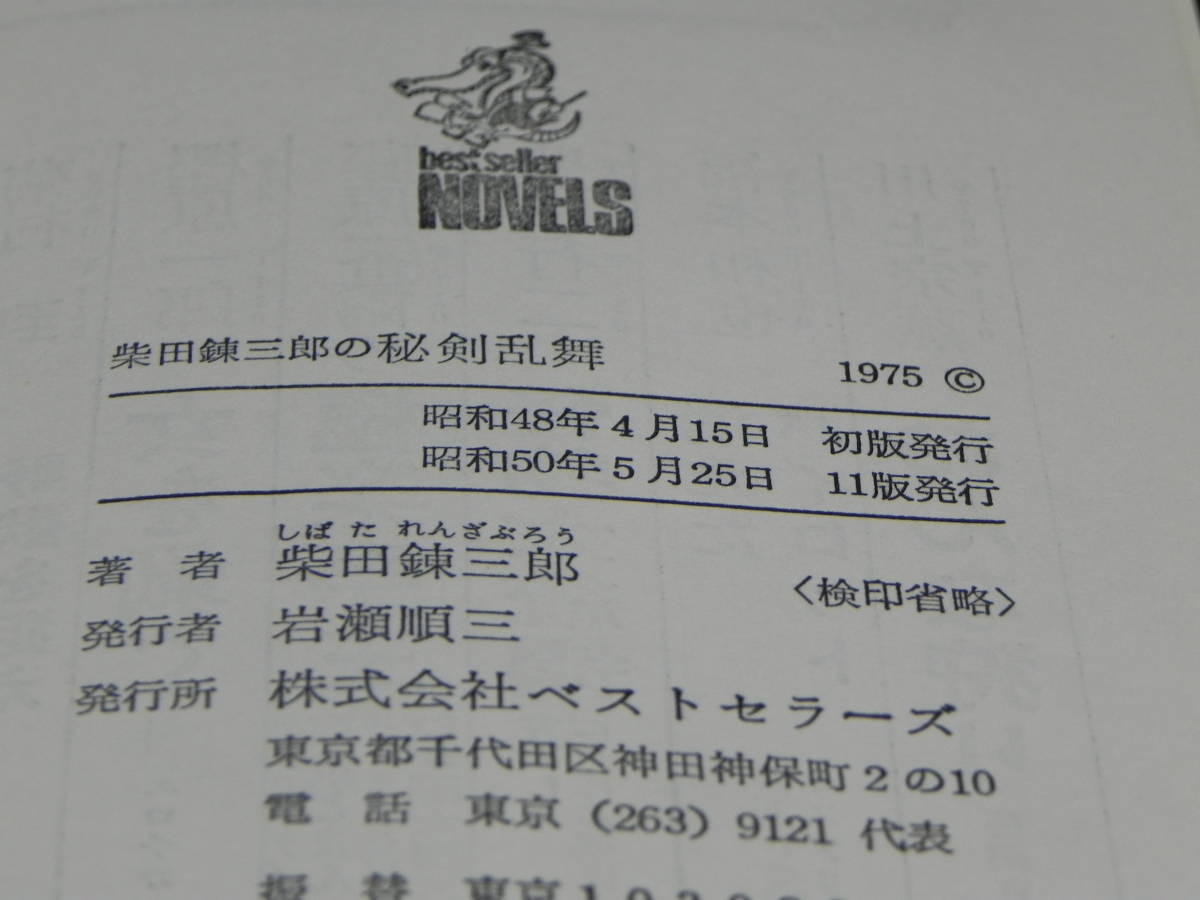 best seller
NOVELS
柴田錬三郎の秘剣乱舞 1975 ©
昭和48年4月15日 初版発行
昭和50年5月25日 11版発行
しばた れんざぶろう
著者 柴田錬三郎 〈検印省略〉
発行者 岩瀬順三
発行所 株式会社ベストセラーズ
東京都千代田区神田神保町2の10
電話 東京 (263) 9121 代表
振替 東京